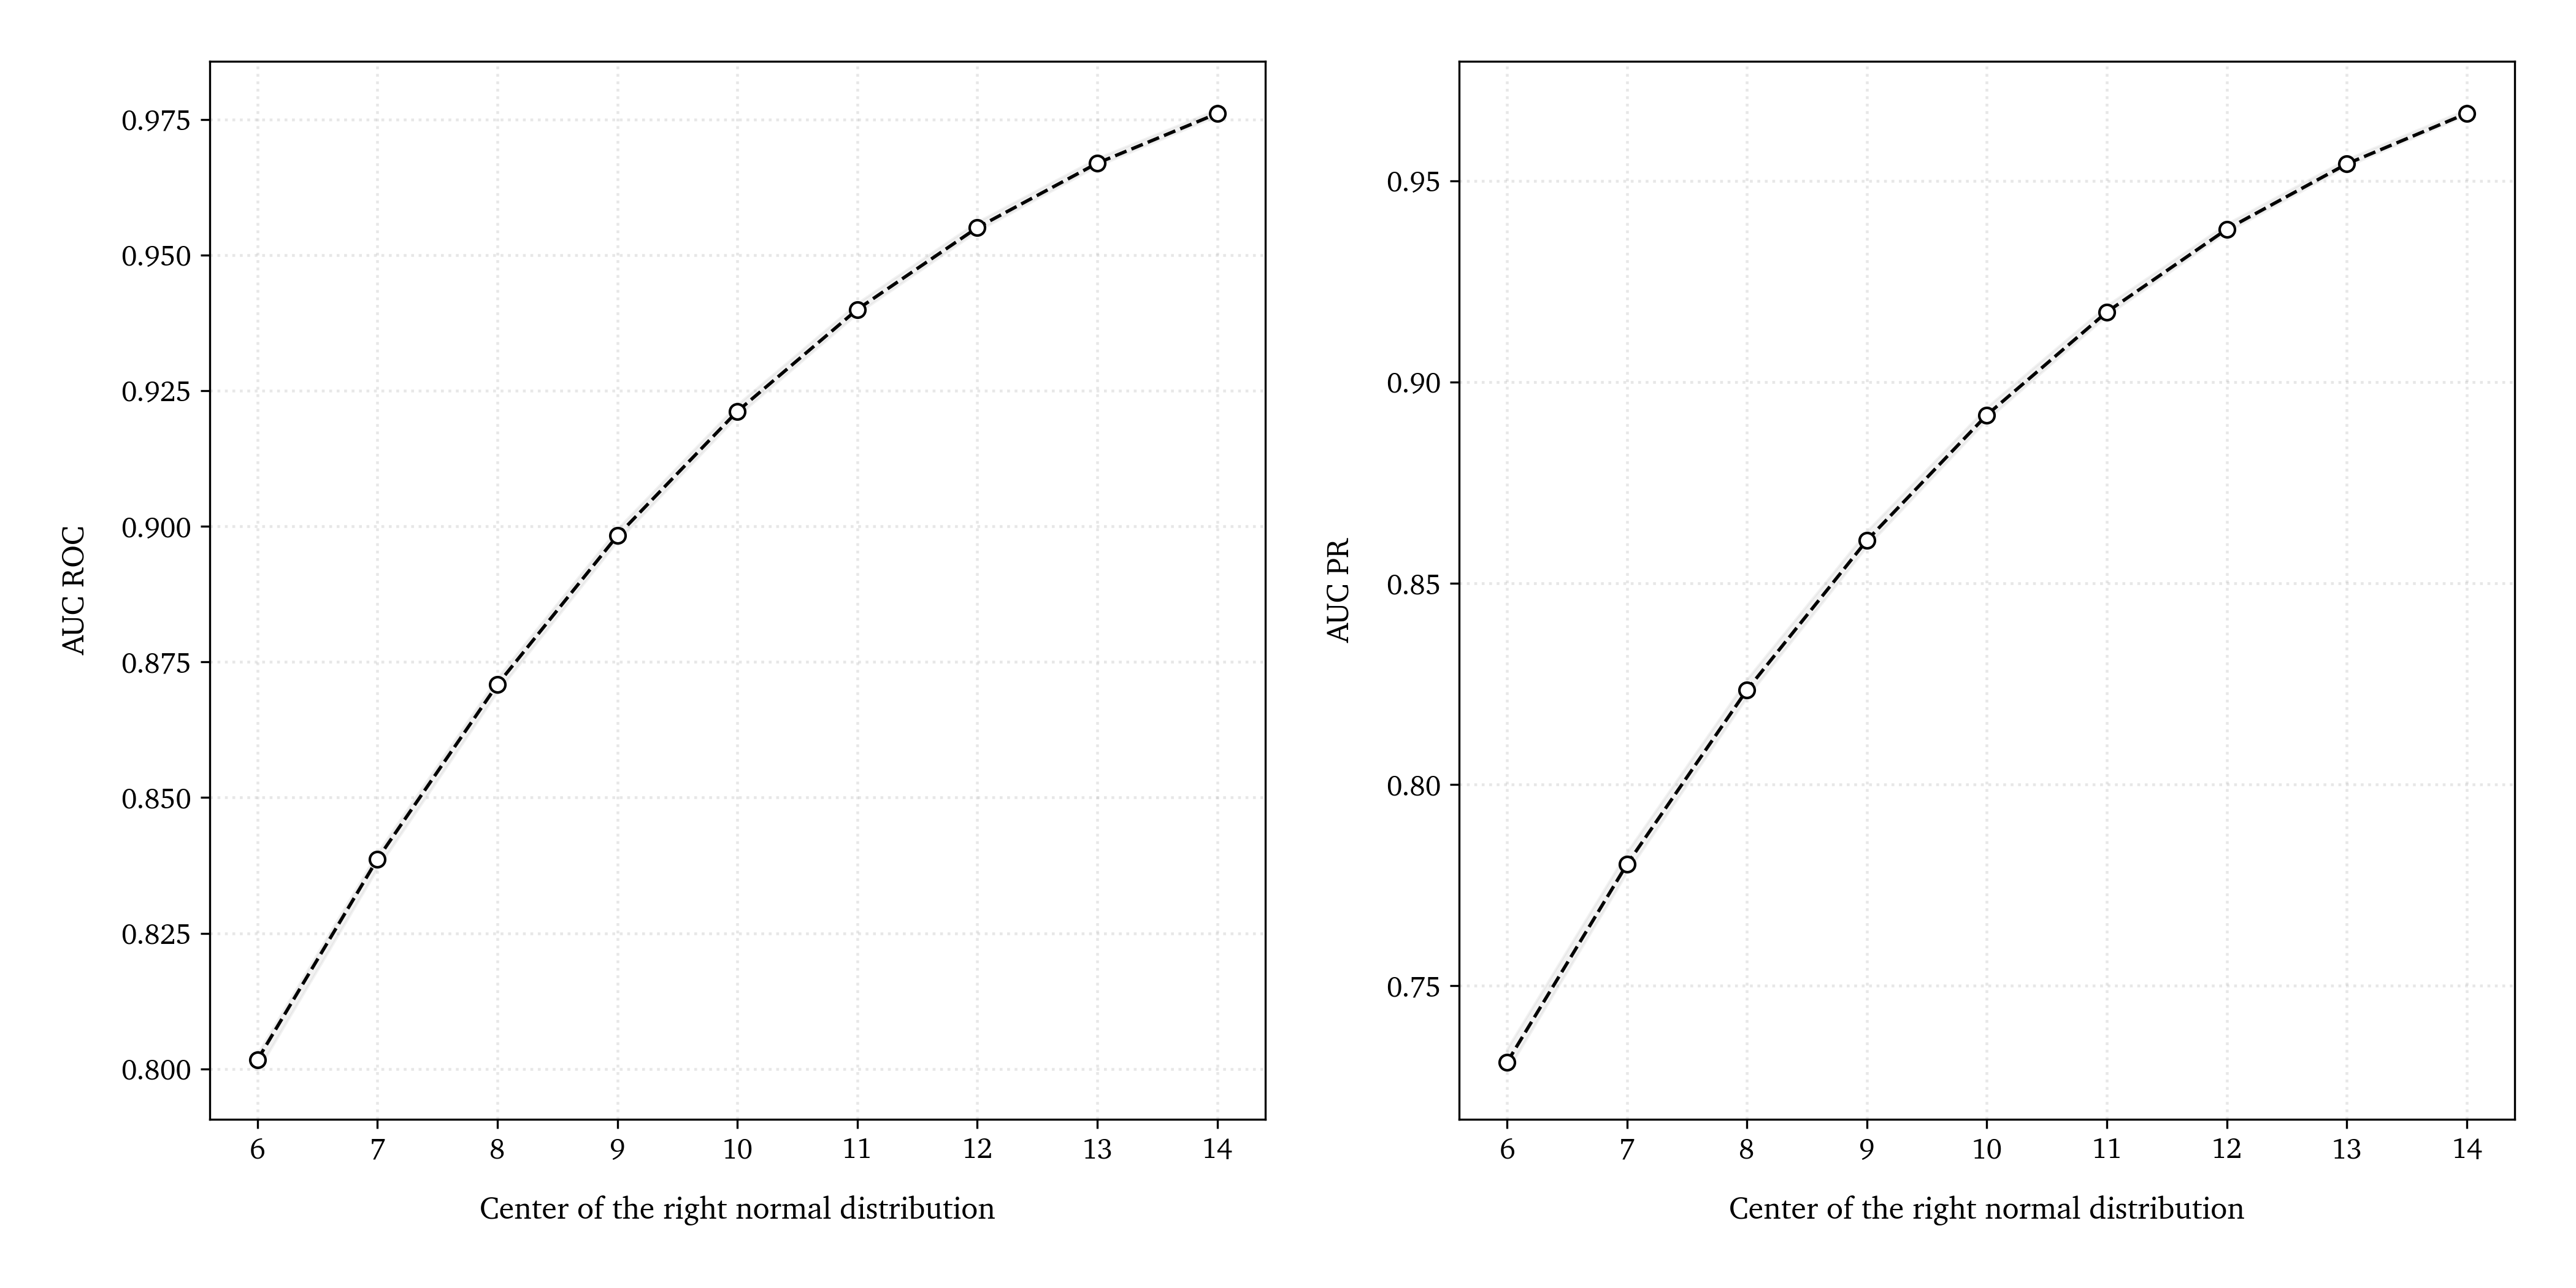 AUC ROC
0.975
0.950
0.925
0.900
0.875
0.850
0.825
0.800
6 7 8 9 10 11 12 13 14
Center of the right normal distribution
AUC PR
0.95
0.90
0.85
0.80
0.75
6 7 8 9 10 11 12 13 14
Center of the right normal distribution